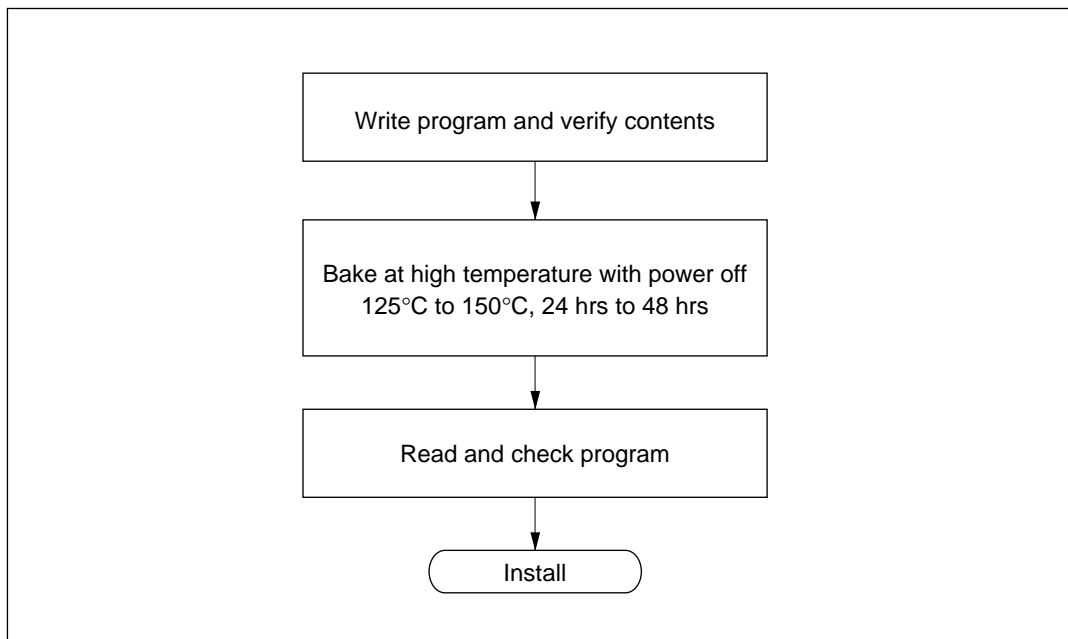 Write program and verify contents
Bake at high temperature with power off
125°C to 150°C, 24 hrs to 48 hrs
Read and check program
Install